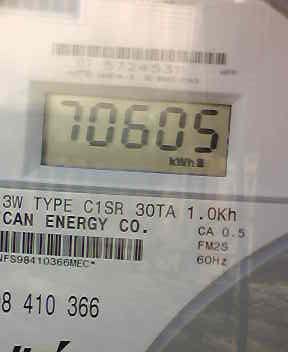 70605
kWh
3W TYPE C1SR 30TA 1.0Kh
CAN ENERGY CO.
CA 0.5
FM2S
60Hz
NFS98410366MEC*
8 410 366